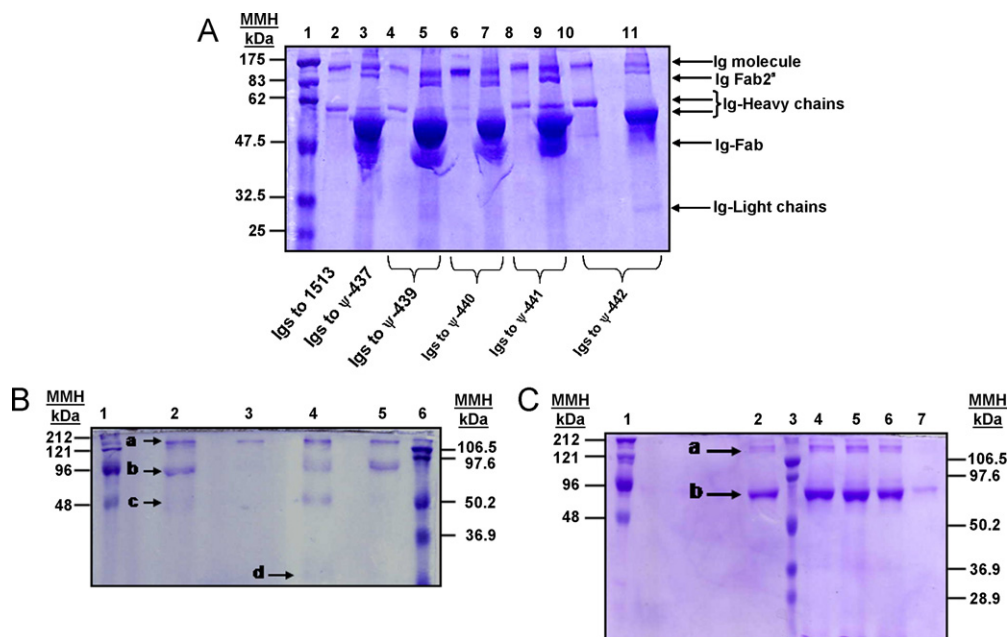 A
MMH
kDa
1 2 3 4 5 6 7 8 9 10 11
175
83
62
47.5
32.5
25
Ig molecule
Ig Fab2*
Ig-Heavy chains
Ig-Fab
Ig-Light chains
Igs to 1513
Igs to ψ-437
Igs to ψ-439
Igs to ψ-440
Igs to ψ-441
Igs to ψ-442
B
MMH
kDa
1 2 3 4 5 6
MMH
kDa
212
121
96
48
a
b
c
d
106.5
97.6
50.2
36.9
C
MMH
kDa
1 2 3 4 5 6 7
MMH
kDa
212
121
96
48
a
b
106.5
97.6
50.2
36.9
28.9